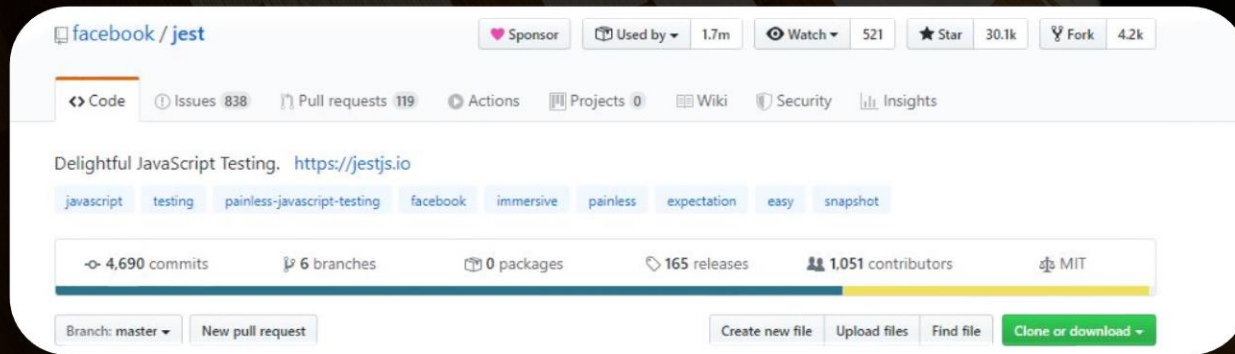 facebook / jest Sponsor Used by 1.7m Watch 521 Star 30.1k Fork 4.2k
Code Issues 838 Pull requests 119 Actions Projects 0 Wiki Security Insights
Delightful JavaScript Testing. https://jestjs.io
javascript testing painless-javascript-testing facebook immersive painless expectation easy snapshot
4,690 commits 6 branches 0 packages 165 releases 1,051 contributors MIT
Branch: master New pull request Create new file Upload files Find file Clone or download